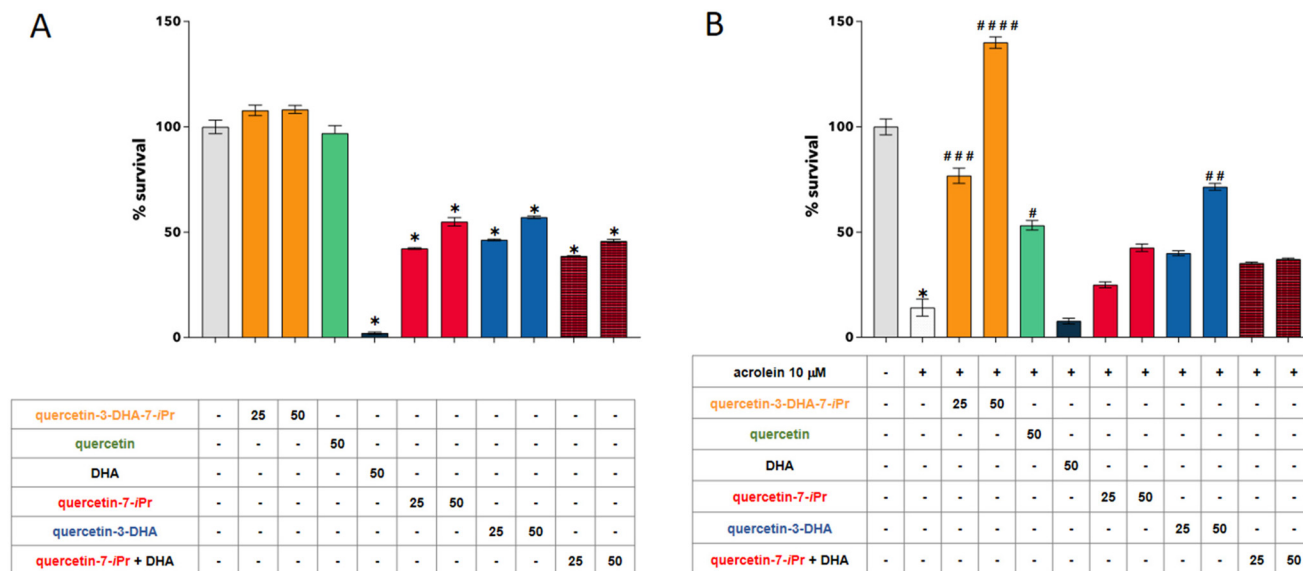 A
150
100
50
0
% survival
*
*
*
*
*
*
*
quercetin-3-DHA-7-iPr - 25 50 - - - - - - - -
quercetin - - - 50 - - - - - - -
DHA - - - - 50 - - - - - -
quercetin-7-iPr - - - - - 25 50 - - - -
quercetin-3-DHA - - - - - - - 25 50 - -
quercetin-7-iPr + DHA - - - - - - - - - 25 50
B
150
100
50
0
% survival
*
###
####
#
##
acrolein 10 μM - + + + + + + + + + + +
quercetin-3-DHA-7-iPr - - 25 50 - - - - - - - -
quercetin - - - - 50 - - - - - - -
DHA - - - - - 50 - - - - - -
quercetin-7-iPr - - - - - - 25 50 - - - -
quercetin-3-DHA - - - - - - - - 25 50 - -
quercetin-7-iPr + DHA - - - - - - - - - - 25 50